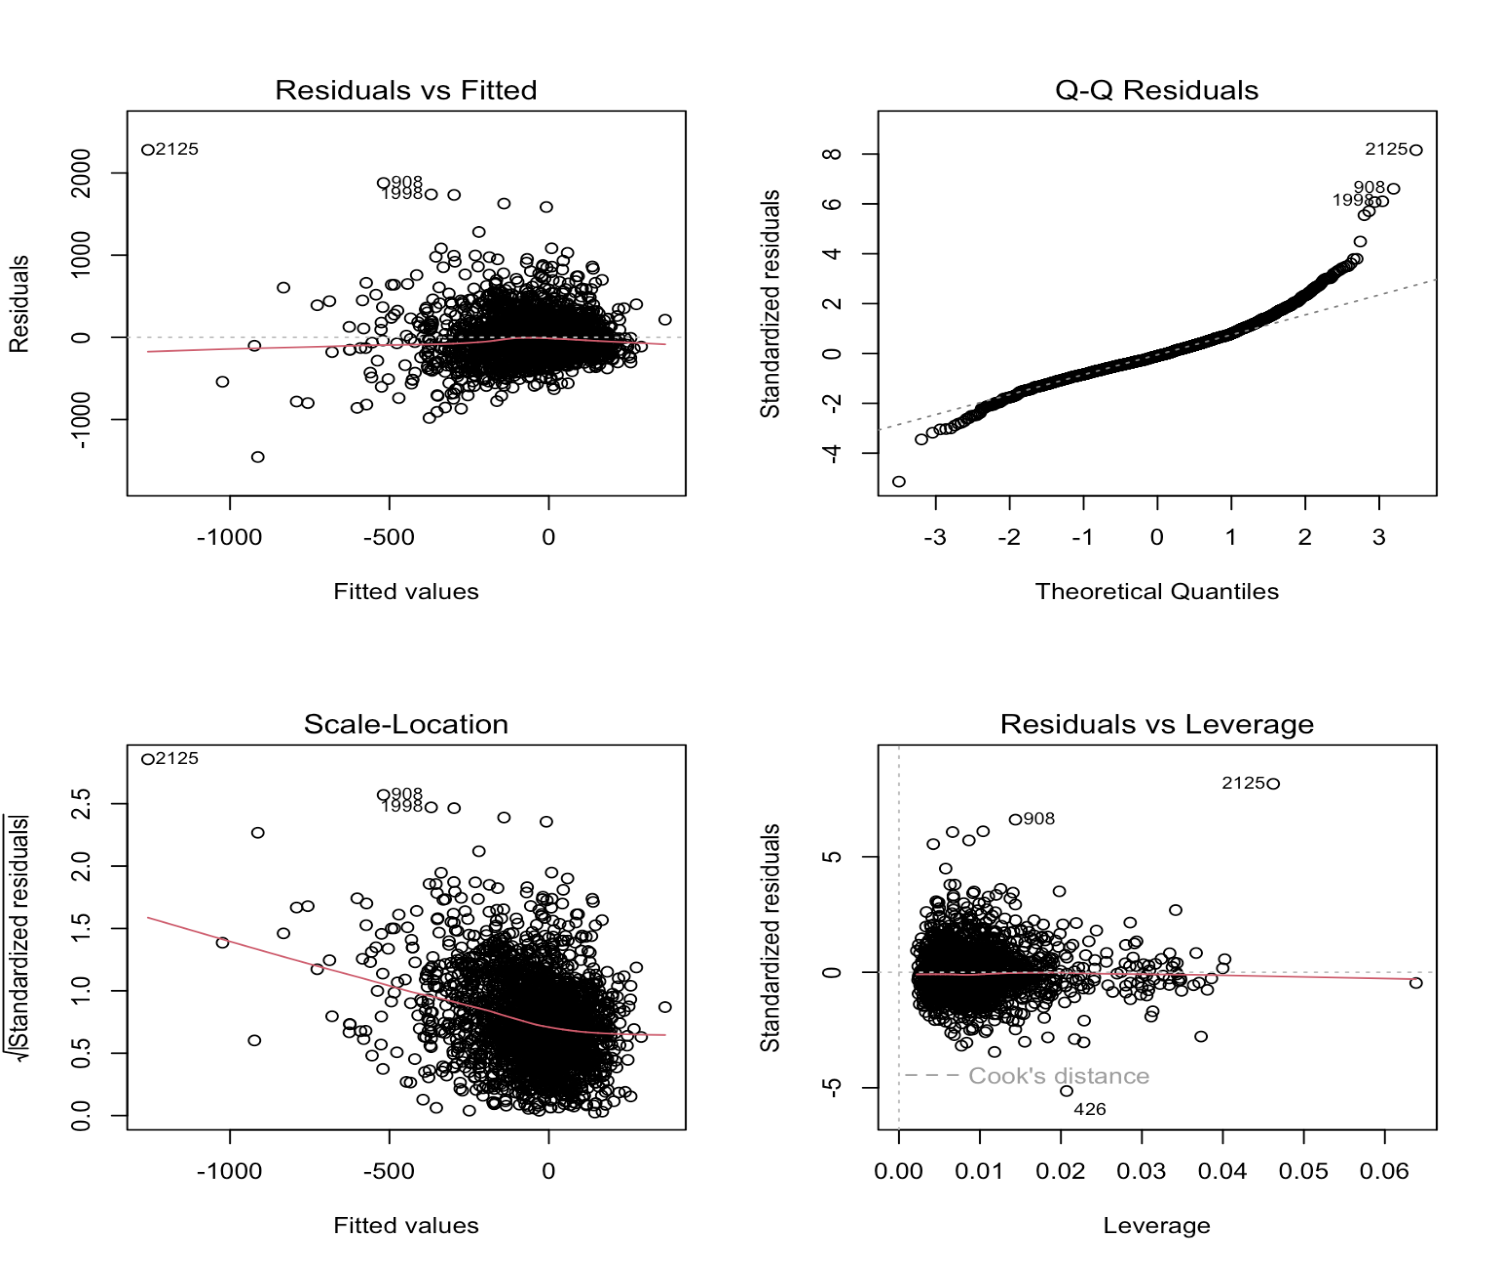 Residuals vs Fitted
Residuals
2000
1000
0
-1000
2125
908
1998
-1000 -500 0
Fitted values
Q-Q Residuals
Standardized residuals
8
6
4
2
0
-2
-4
2125
908
1998
-3 -2 -1 0 1 2 3
Theoretical Quantiles
Scale-Location
√|Standardized residuals|
2.5
2.0
1.5
1.0
0.5
0.0
2125
908
1998
-1000 -500 0
Fitted values
Residuals vs Leverage
Standardized residuals
5
0
-5
2125
908
Cook's distance
426
0.00 0.01 0.02 0.03 0.04 0.05 0.06
Leverage